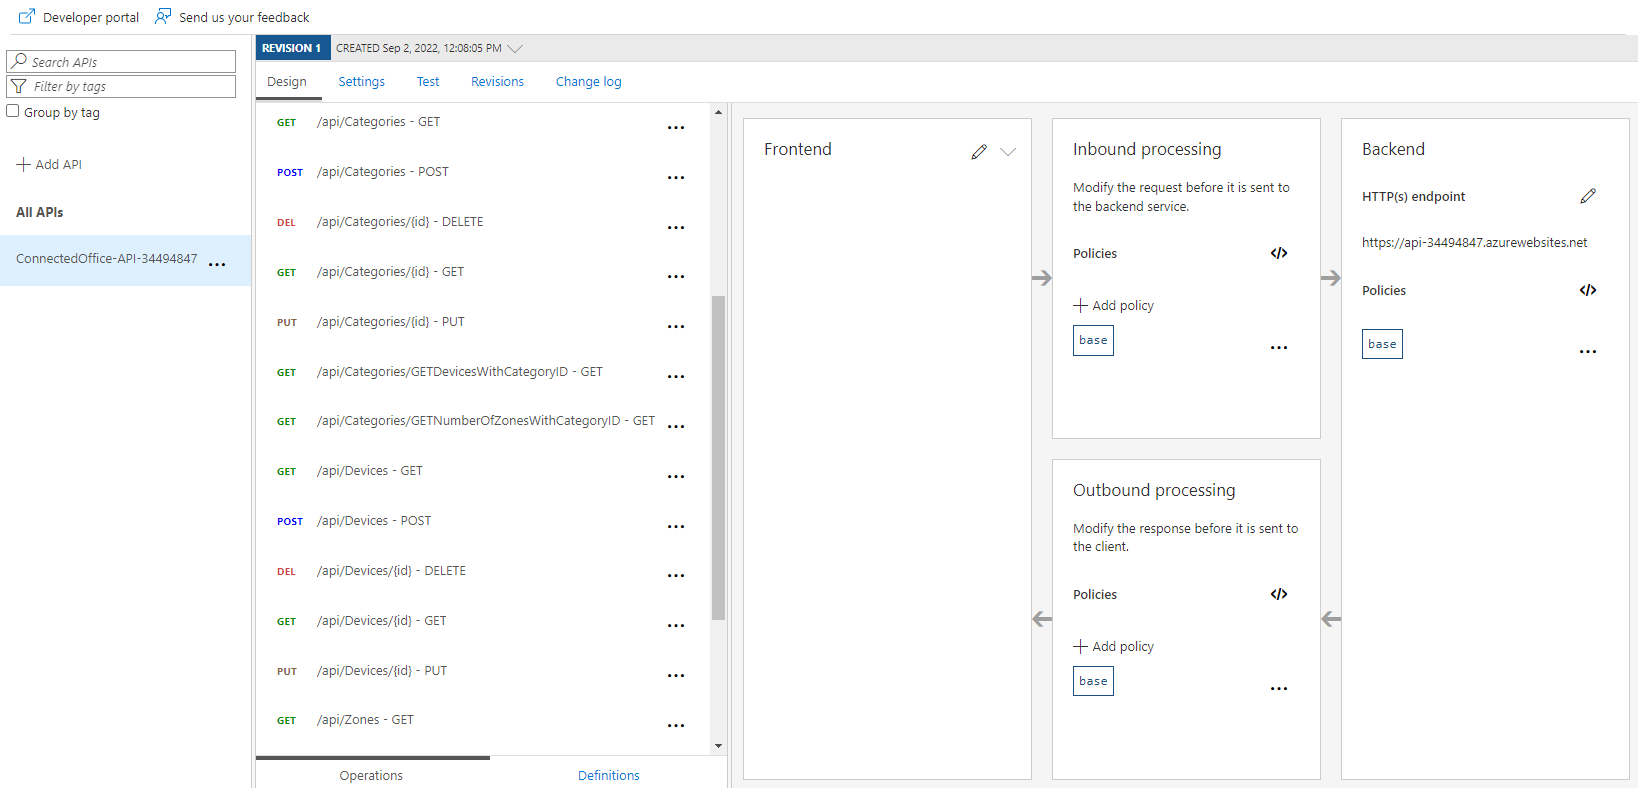 Developer portal
Send us your feedback
Search APIs
Filter by tags
Group by tag
Add API
All APIs
ConnectedOffice-API-34494847
REVISION 1 CREATED Sep 2, 2022, 12:08:05 PM
Design Settings Test Revisions Change log
GET /api/Categories - GET
POST /api/Categories - POST
DEL /api/Categories/{id} - DELETE
GET /api/Categories/{id} - GET
PUT /api/Categories/{id} - PUT
GET /api/Categories/GETDevicesWithCategoryID - GET
GET /api/Categories/GETNumberOfZonesWithCategoryID - GET
GET /api/Devices - GET
POST /api/Devices - POST
DEL /api/Devices/{id} - DELETE
GET /api/Devices/{id} - GET
PUT /api/Devices/{id} - PUT
GET /api/Zones - GET
Operations Definitions
Frontend
Inbound processing
Modify the request before it is sent to
the backend service.
Policies </>
Add policy
base
Outbound processing
Modify the response before it is sent to
the client.
Policies </>
Add policy
base
Backend
HTTP(s) endpoint
https://api-34494847.azurewebsites.net
Policies </>
base